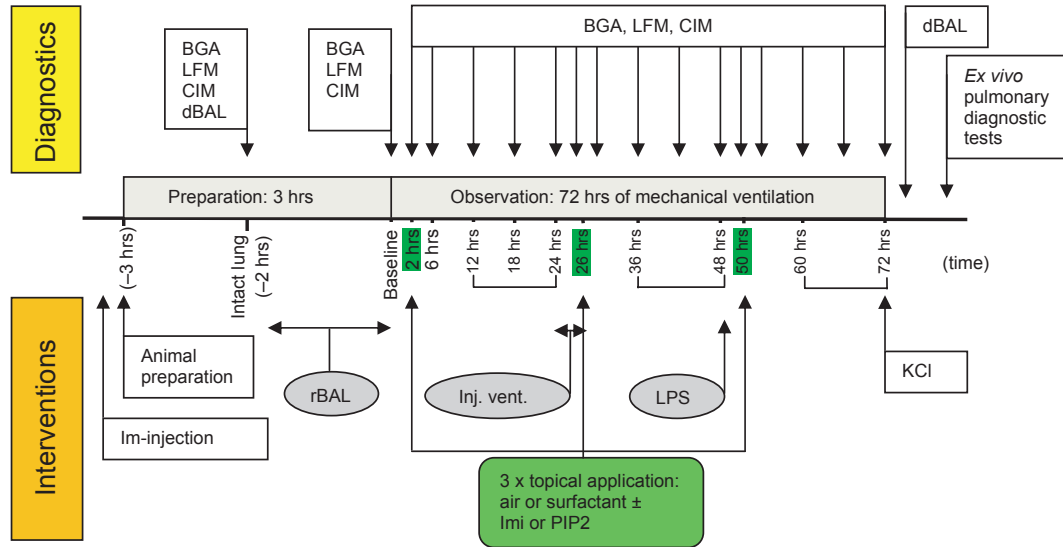 Diagnostics
BGA
LFM
CIM
dBAL
BGA
LFM
CIM
BGA, LFM, CIM
dBAL
Ex vivo
pulmonary
diagnostic
tests
Preparation: 3 hrs
Observation: 72 hrs of mechanical ventilation
(–3 hrs)
Intact lung
(–2 hrs)
Baseline
2 hrs
6 hrs
12 hrs
18 hrs
24 hrs
26 hrs
36 hrs
48 hrs
50 hrs
60 hrs
72 hrs
(time)
Interventions
Animal
preparation
Im-injection
rBAL
Inj. vent.
LPS
KCl
3 x topical application:
air or surfactant ±
Imi or PIP2